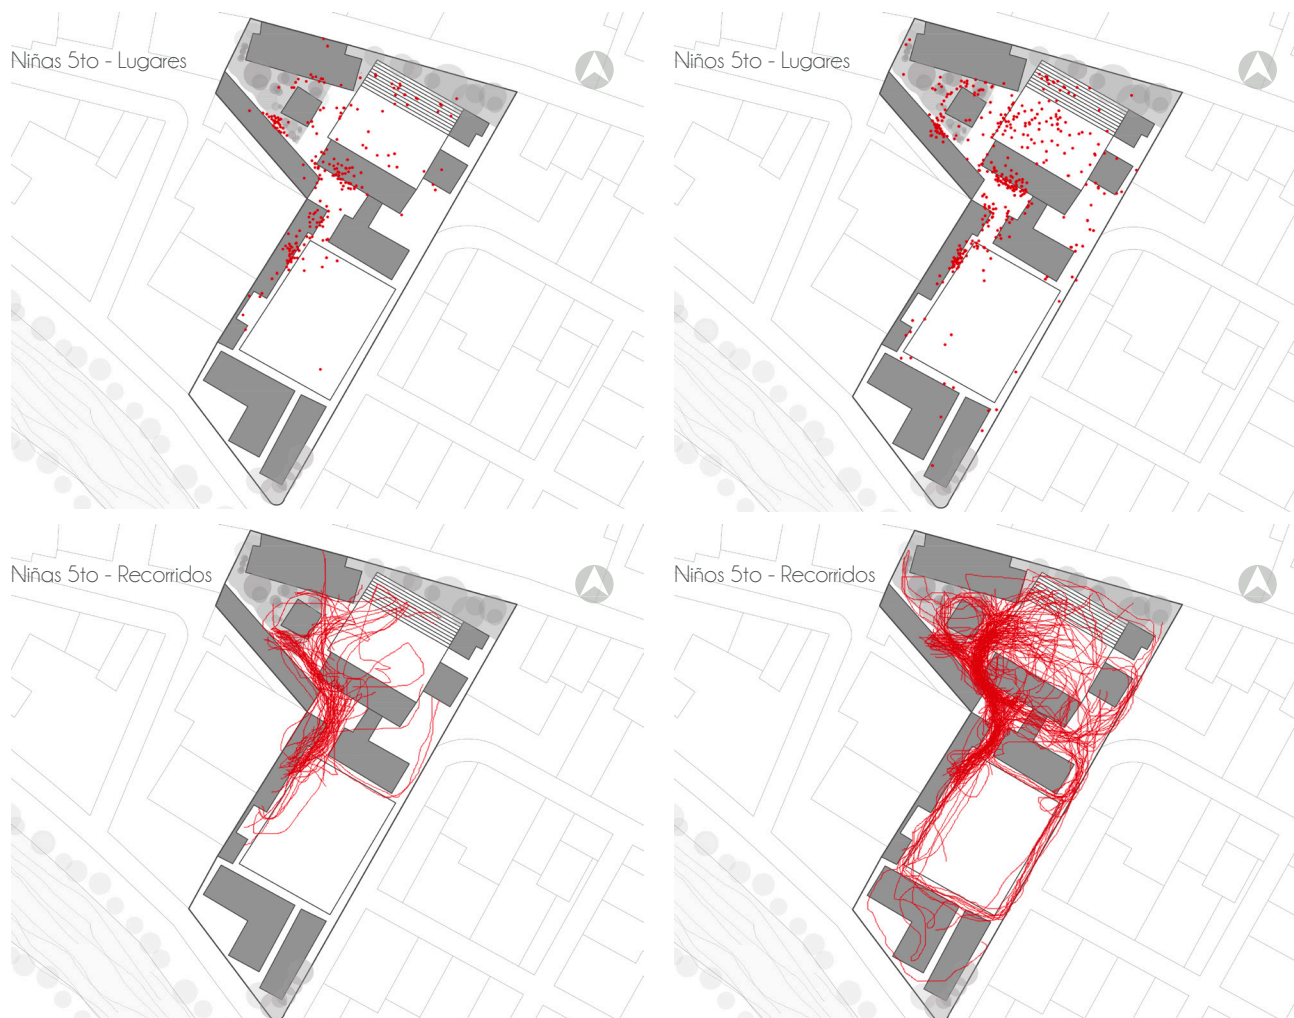 Niñas 5to - Lugares
Niños 5to - Lugares
Niñas 5to - Recorridos
Niños 5to - Recorridos